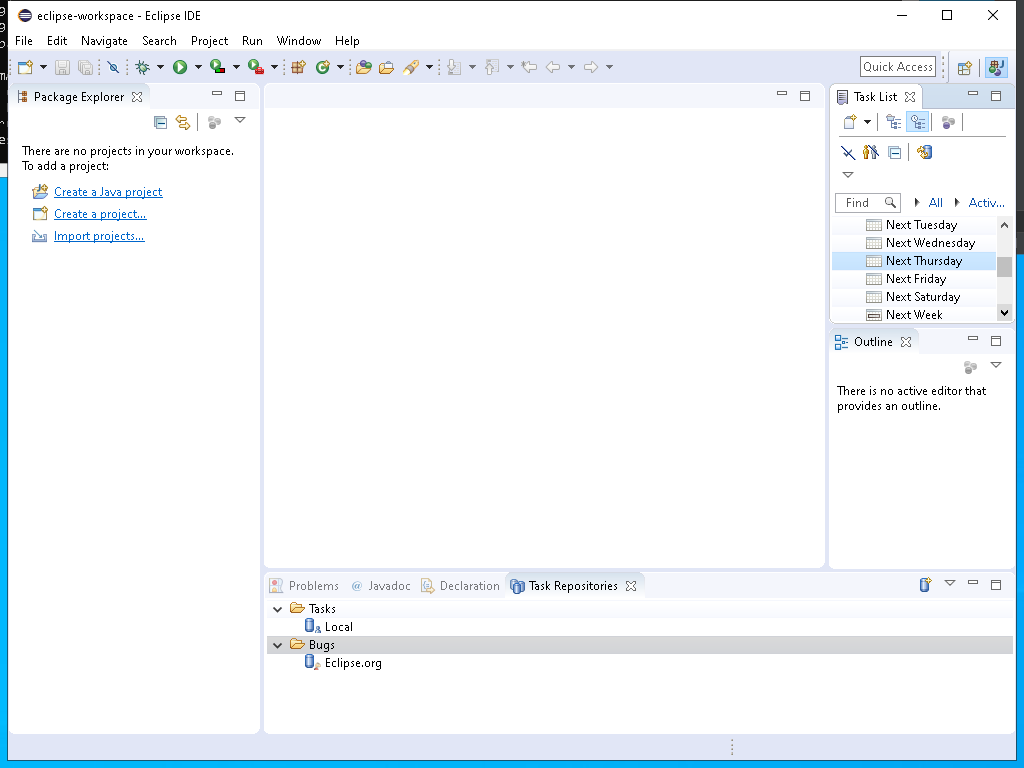 eclipse-workspace - Eclipse IDE
File Edit Navigate Search Project Run Window Help
Quick Access
Package Explorer
There are no projects in your workspace.
To add a project:
Create a Java project
Create a project...
Import projects...
Task List
Find All Activ...
Next Tuesday
Next Wednesday
Next Thursday
Next Friday
Next Saturday
Next Week
Outline
There is no active editor that
provides an outline.
Problems @ Javadoc Declaration Task Repositories
Tasks
Local
Bugs
Eclipse.org